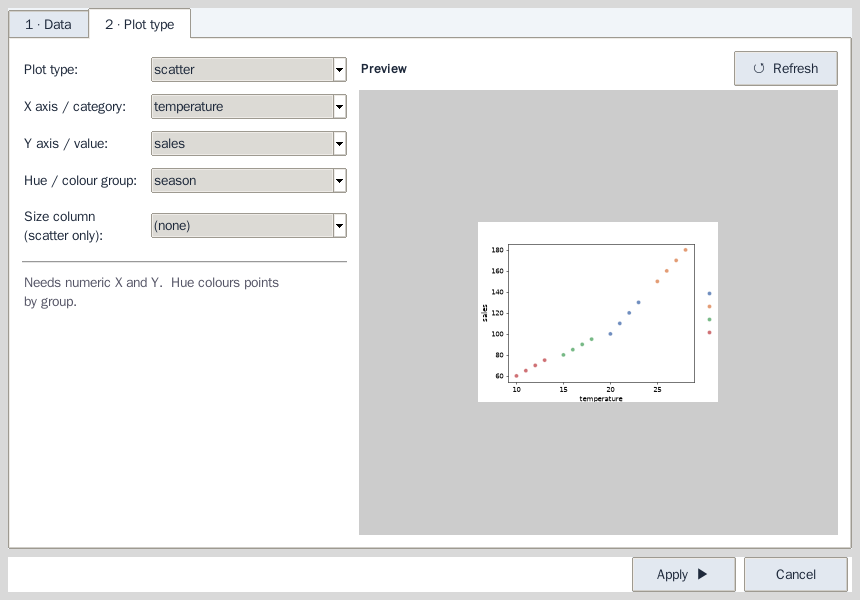 1 · Data
2 · Plot type
Plot type:
scatter
X axis / category:
temperature
Y axis / value:
sales
Hue / colour group:
season
Size column
(scatter only):
(none)
Needs numeric X and Y.  Hue colours points
by group.
Preview
Refresh
180
160
140
120
100
80
60
sales
10
15
20
25
temperature
Apply
Cancel